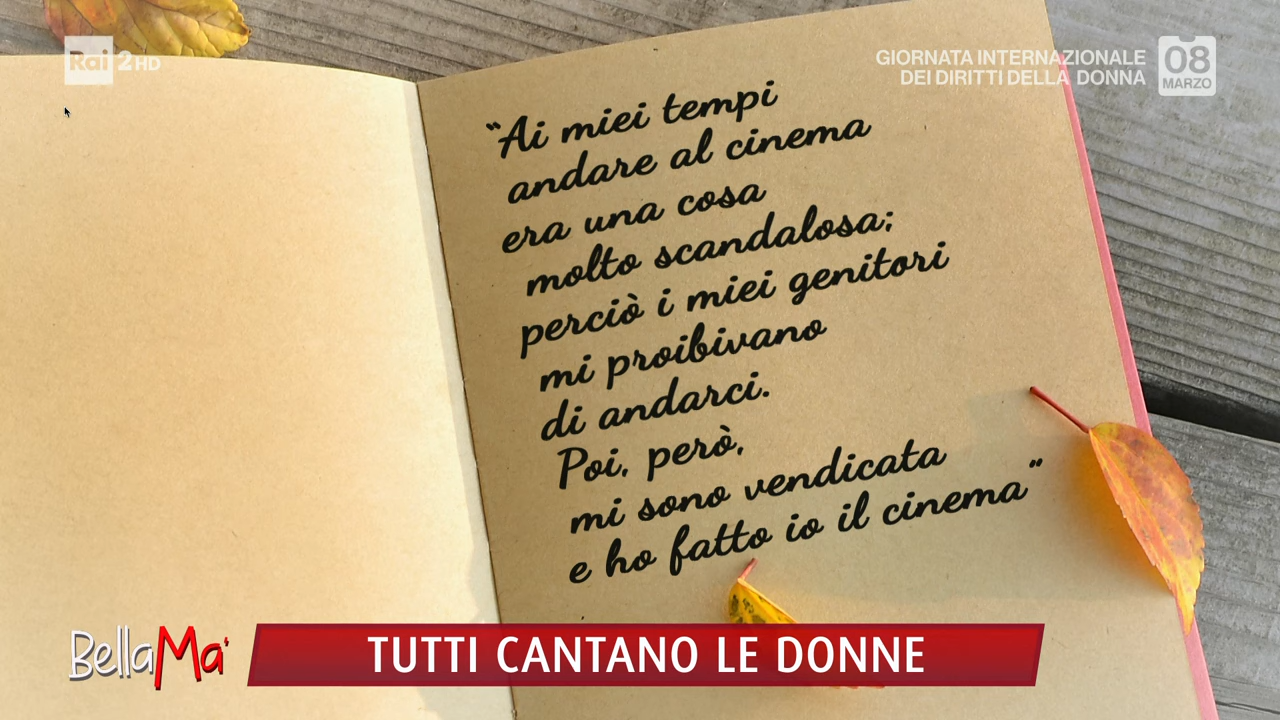 Rai 2 HD
GIORNATA INTERNAZIONALE
DEI DIRITTI DELLA DONNA
08
MARZO
"Ai miei tempi
andare al cinema
era una cosa
molto scandalosa;
perciò i miei genitori
mi proibivano
di andarci.
Poi, però,
mi sono vendicata
e ho fatto io il cinema"
BellaMa'
TUTTI CANTANO LE DONNE